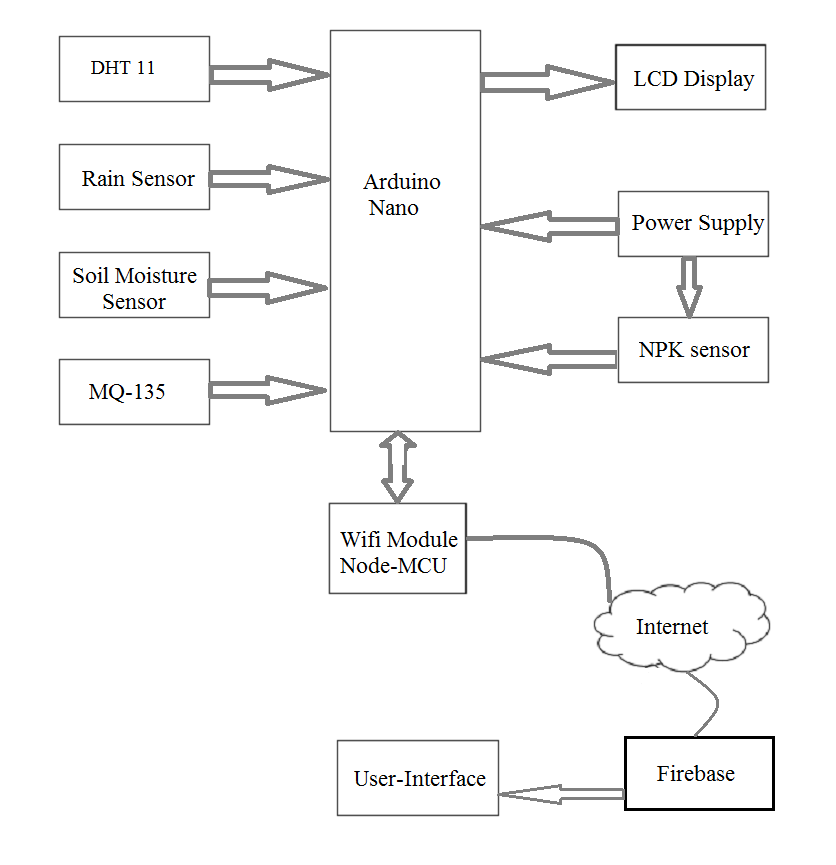 DHT 11
LCD Display
Rain Sensor
Arduino
Nano
Power Supply
Soil Moisture
Sensor
NPK sensor
MQ-135
Wifi Module
Node-MCU
Internet
User-Interface
Firebase